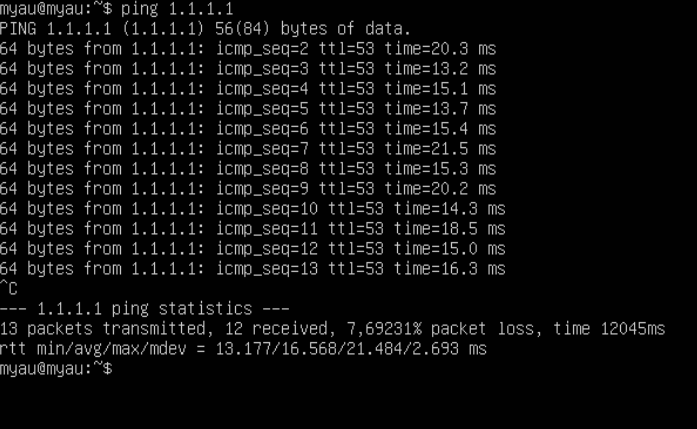 myau@myau:~$ ping 1.1.1.1
PING 1.1.1.1 (1.1.1.1) 56(84) bytes of data.
64 bytes from 1.1.1.1: icmp_seq=2 ttl=53 time=20.3 ms
64 bytes from 1.1.1.1: icmp_seq=3 ttl=53 time=13.2 ms
64 bytes from 1.1.1.1: icmp_seq=4 ttl=53 time=15.1 ms
64 bytes from 1.1.1.1: icmp_seq=5 ttl=53 time=13.7 ms
64 bytes from 1.1.1.1: icmp_seq=6 ttl=53 time=15.4 ms
64 bytes from 1.1.1.1: icmp_seq=7 ttl=53 time=21.5 ms
64 bytes from 1.1.1.1: icmp_seq=8 ttl=53 time=15.3 ms
64 bytes from 1.1.1.1: icmp_seq=9 ttl=53 time=20.2 ms
64 bytes from 1.1.1.1: icmp_seq=10 ttl=53 time=14.3 ms
64 bytes from 1.1.1.1: icmp_seq=11 ttl=53 time=18.5 ms
64 bytes from 1.1.1.1: icmp_seq=12 ttl=53 time=15.0 ms
64 bytes from 1.1.1.1: icmp_seq=13 ttl=53 time=16.3 ms
^C
--- 1.1.1.1 ping statistics ---
13 packets transmitted, 12 received, 7,69231% packet loss, time 12045ms
rtt min/avg/max/mdev = 13.177/16.568/21.484/2.693 ms
myau@myau:~$